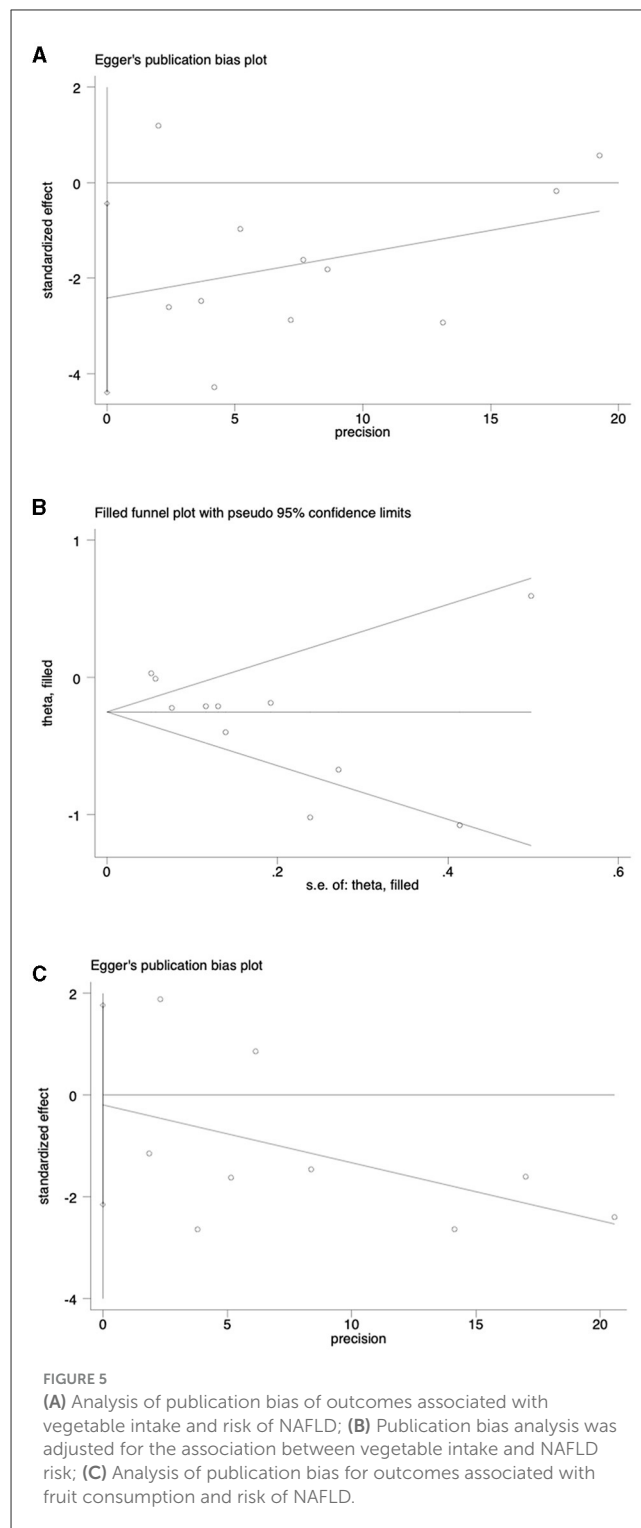 A
Egger's publication bias plot
2
0
-2
-4
standardized effect
0
5
10
15
20
precision
B
Filled funnel plot with pseudo 95% confidence limits
1
0
-1
theta, filled
0
.2
.4
.6
s.e. of: theta, filled
C
Egger's publication bias plot
2
0
-2
-4
standardized effect
0
5
10
15
20
precision
FIGURE 5
(A) Analysis of publication bias of outcomes associated with
vegetable intake and risk of NAFLD; (B) Publication bias analysis was
adjusted for the association between vegetable intake and NAFLD
risk; (C) Analysis of publication bias for outcomes associated with
fruit consumption and risk of NAFLD.